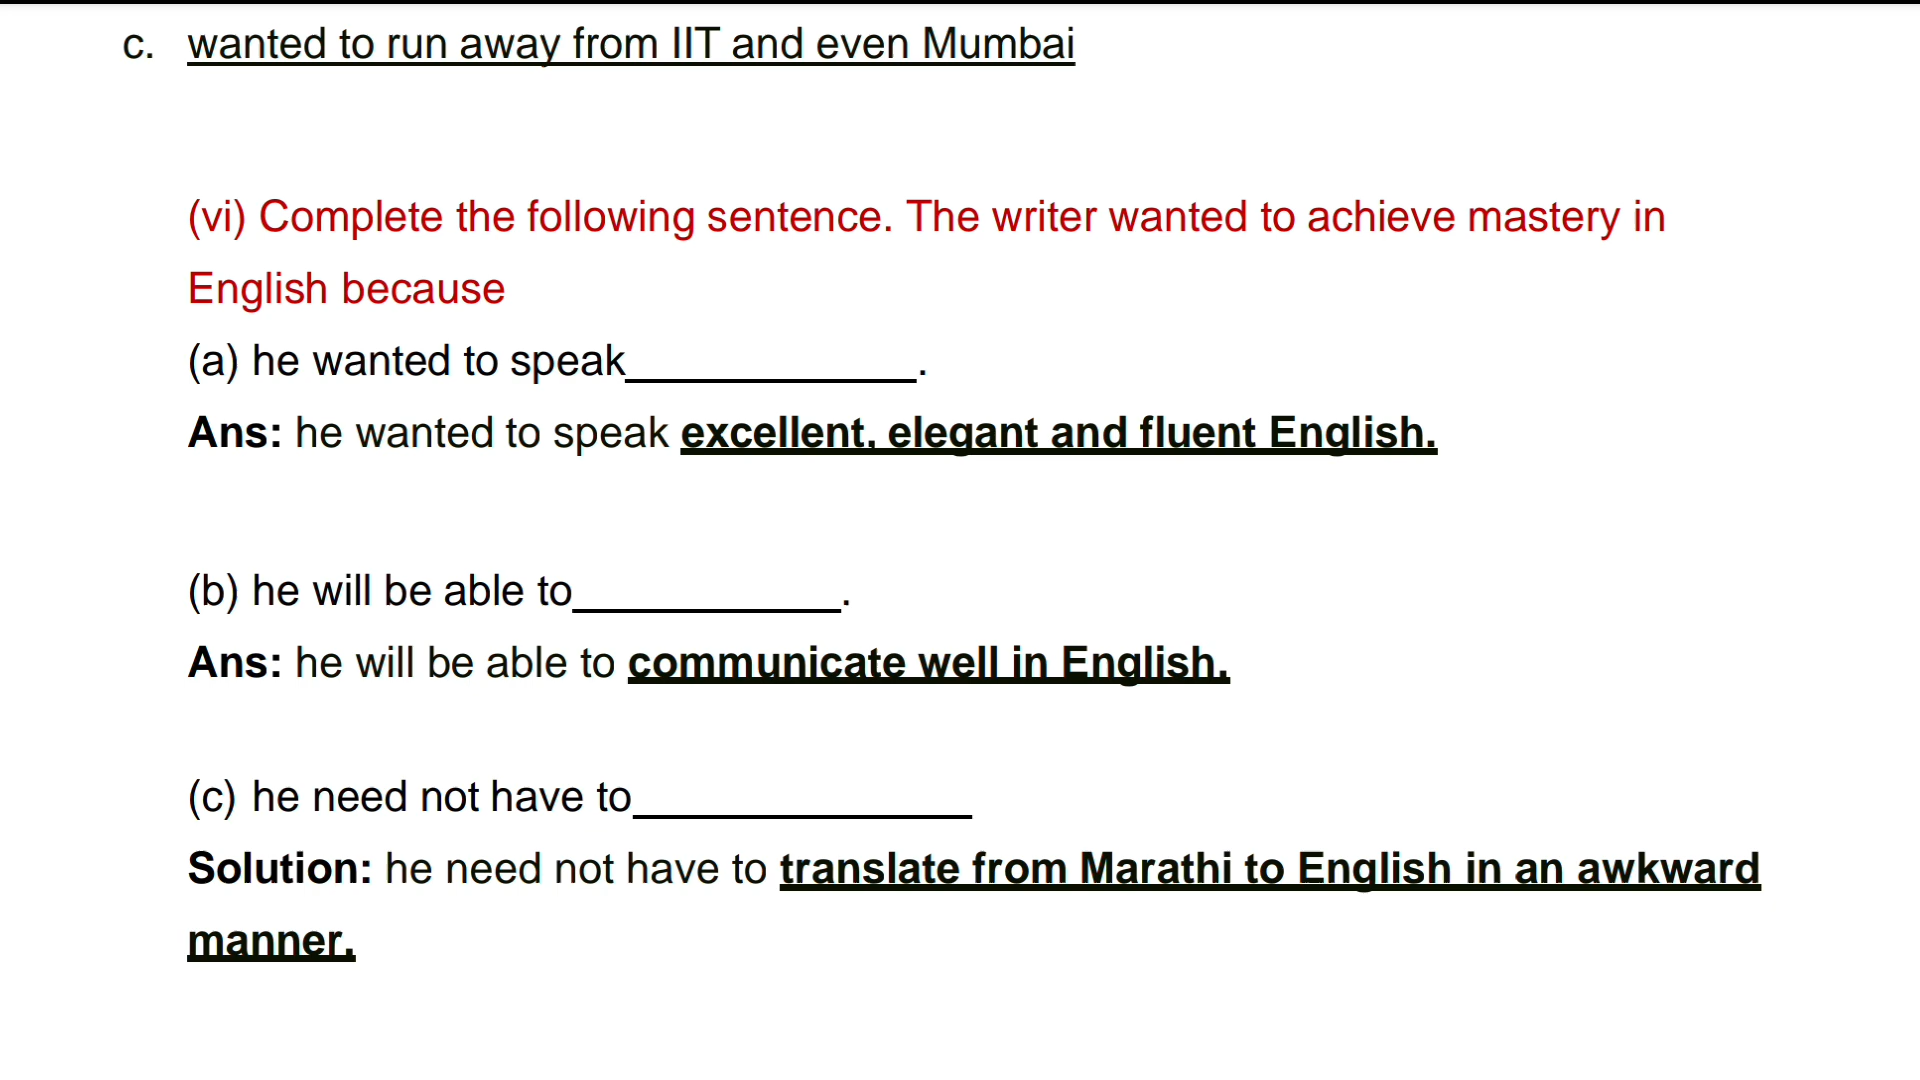 c. wanted to run away from IIT and even Mumbai
(vi) Complete the following sentence. The writer wanted to achieve mastery in
English because
(a) he wanted to speak____________.
Ans: he wanted to speak excellent, elegant and fluent English.
(b) he will be able to___________.
Ans: he will be able to communicate well in English.
(c) he need not have to______________
Solution: he need not have to translate from Marathi to English in an awkward
manner.